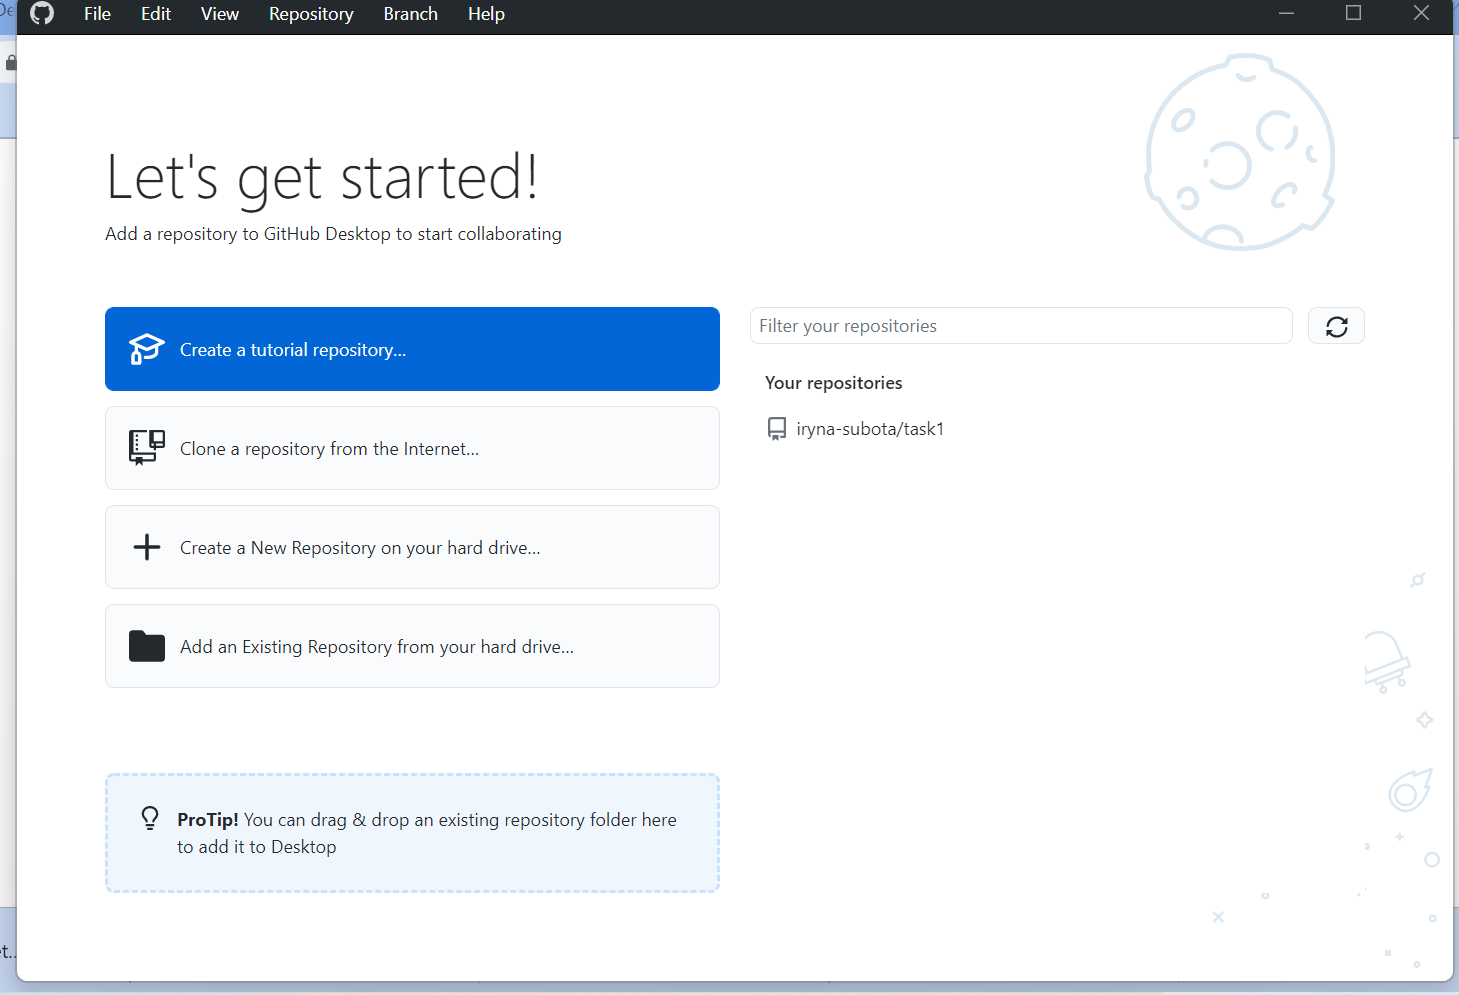 File Edit View Repository Branch Help
Let's get started!
Add a repository to GitHub Desktop to start collaborating
Create a tutorial repository...
Filter your repositories
Your repositories
iryna-subota/task1
Clone a repository from the Internet...
Create a New Repository on your hard drive...
Add an Existing Repository from your hard drive...
ProTip! You can drag & drop an existing repository folder here
to add it to Desktop